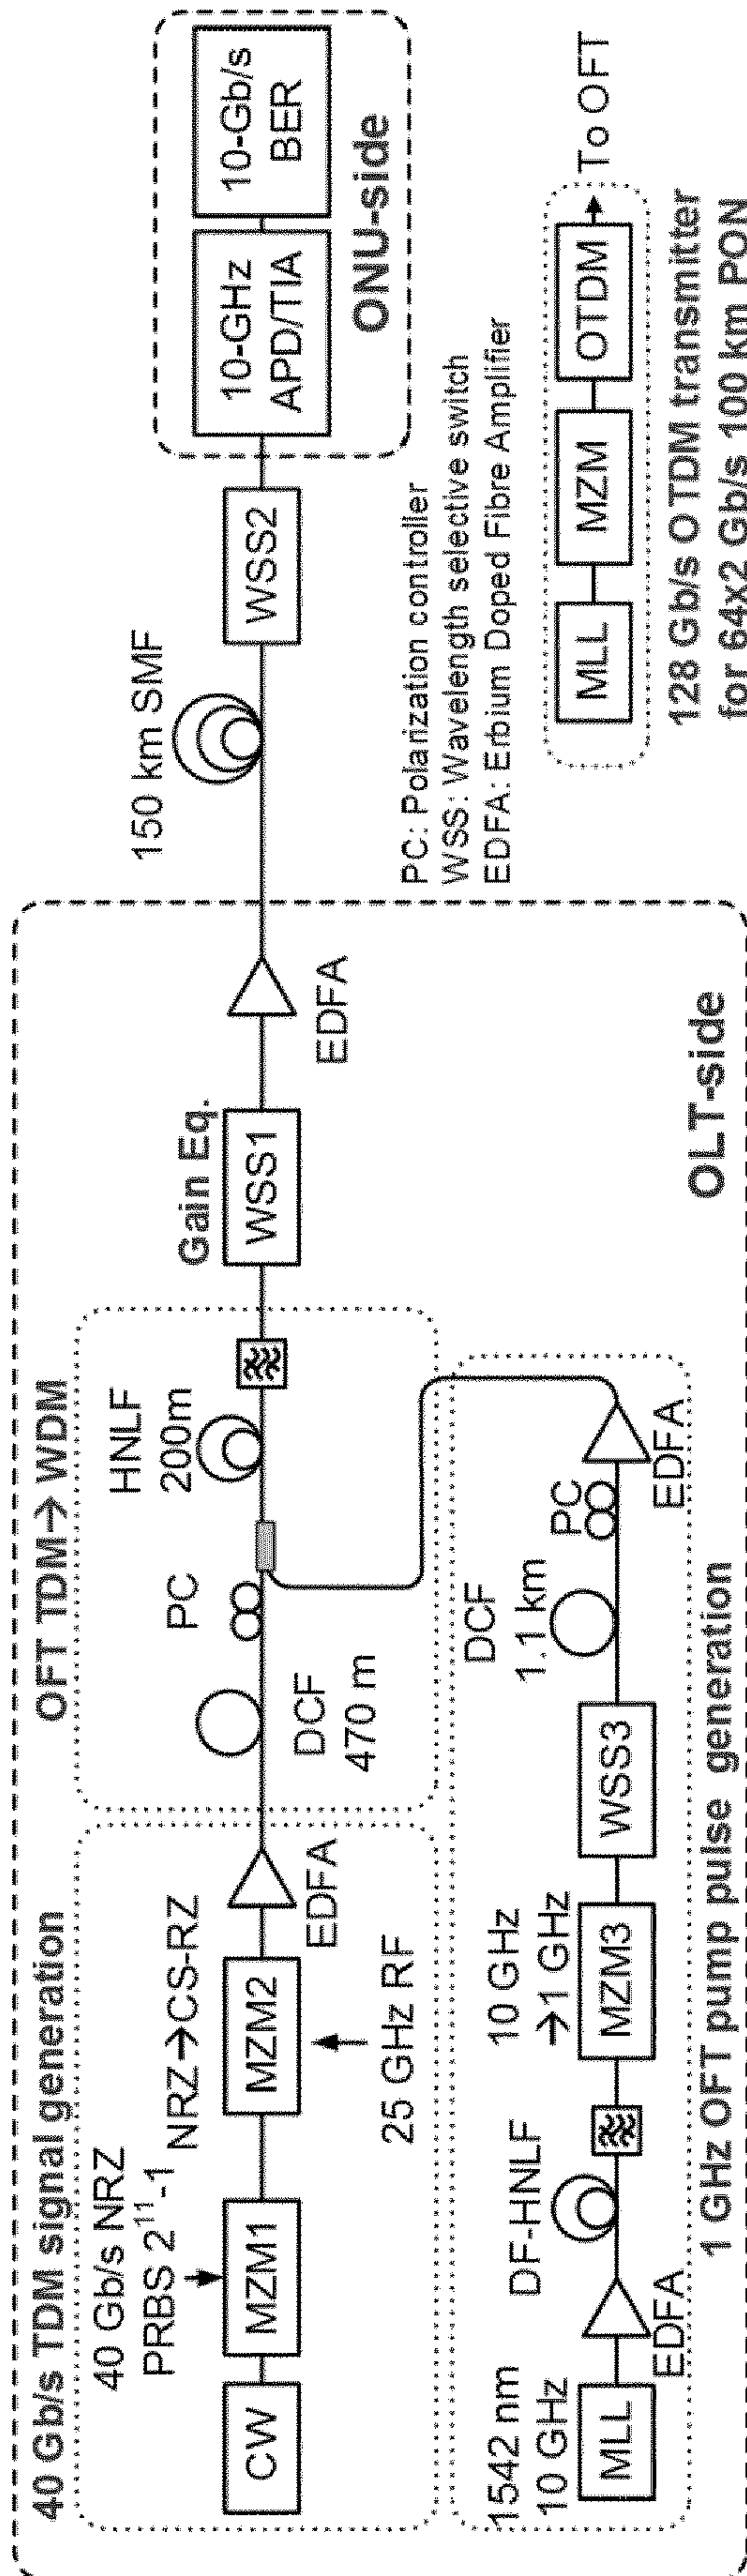 40 Gb/s TDM signal generation
40 Gb/s NRZ
PRBS 2¹¹-1
NRZ→CS-RZ
CW
MZM1
MZM2
25 GHz RF
EDFA
OFT TDM→ WDM
DCF
470 m
PC
HNLF
200m
Gain Eq.
WSS1
EDFA
OLT-side
1542 nm
10 GHz
MLL
EDFA
DF-HNLF
10 GHz
→1 GHz
MZM3
WSS3
DCF
1.1 km
PC
EDFA
1 GHz OFT pump pulse generation
150 km SMF
WSS2
10-GHz
APD/TIA
10-Gb/s
BER
ONU-side
PC: Polarization controller
WSS: Wavelength selective switch
EDFA: Erbium Doped Fibre Amplifier
MLL
MZM
OTDM
To OFT
128 Gb/s OTDM transmitter
for 64x2 Gb/s 100 km PON